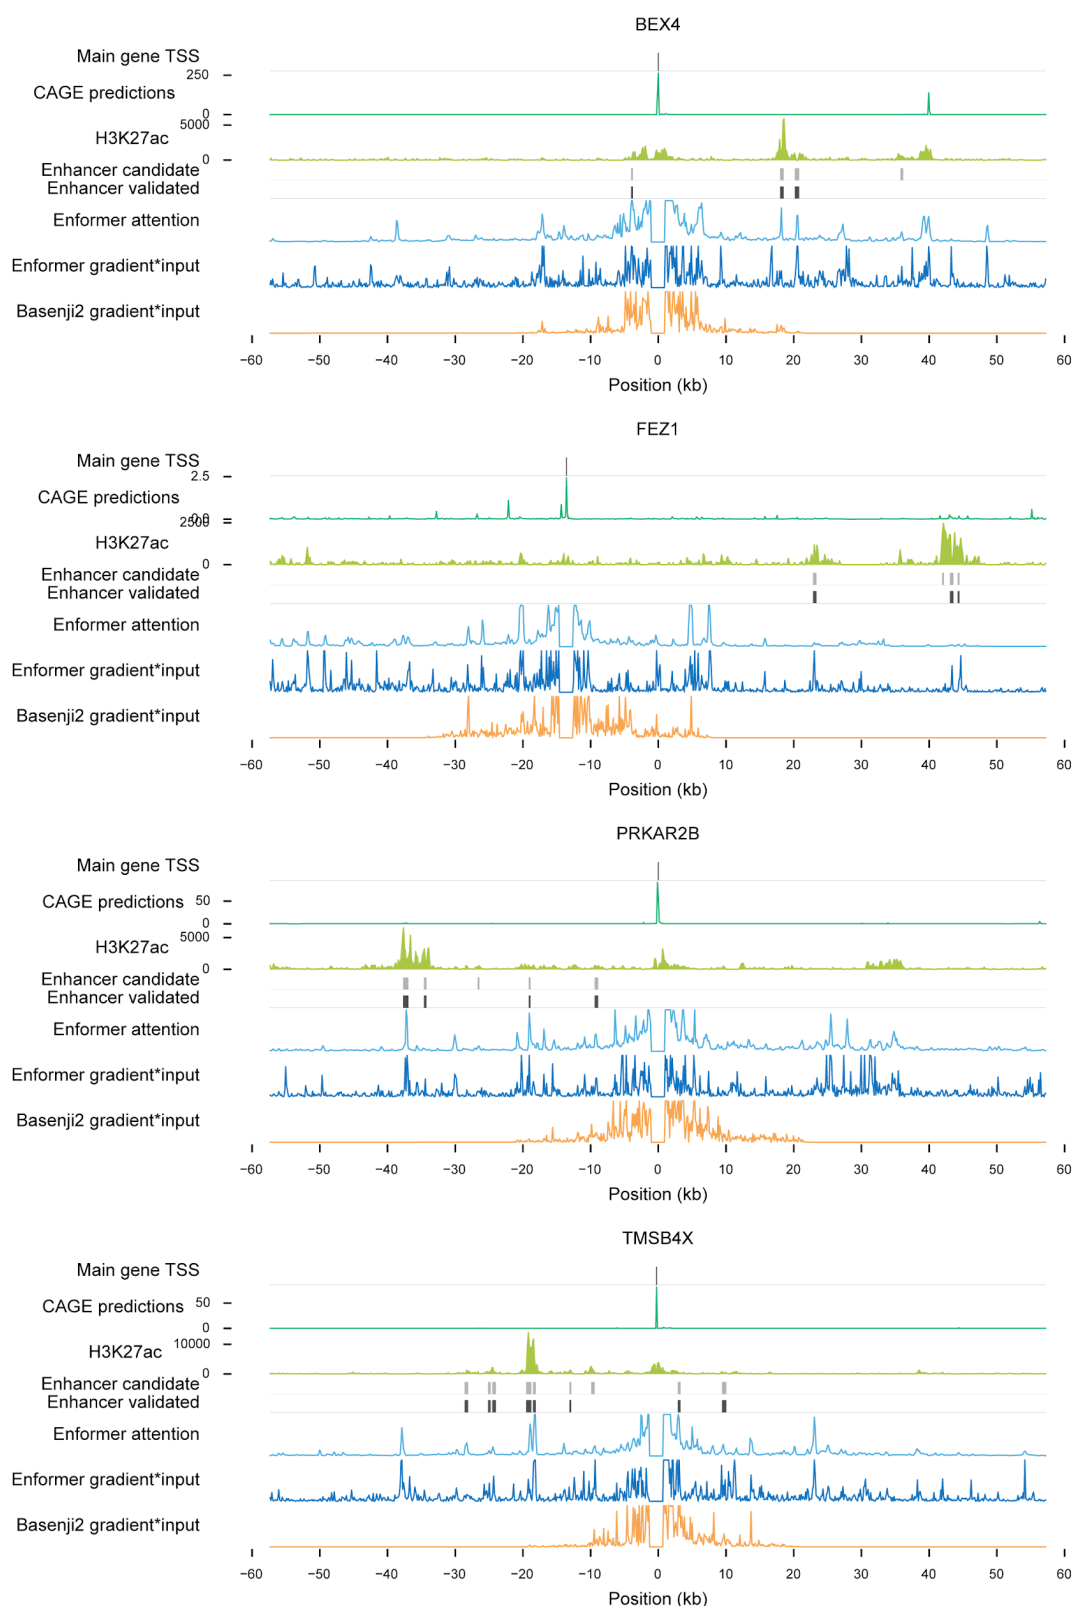 BEX4
Main gene TSS
250
CAGE predictions
0
5000
H3K27ac
0
Enhancer candidate
Enhancer validated
Enformer attention
Enformer gradient*input
Basenji2 gradient*input
−60 −50 −40 −30 −20 −10 0 10 20 30 40 50 60
Position (kb)
FEZ1
Main gene TSS
2.5
CAGE predictions
0.0
2500
H3K27ac
0
Enhancer candidate
Enhancer validated
Enformer attention
Enformer gradient*input
Basenji2 gradient*input
−60 −50 −40 −30 −20 −10 0 10 20 30 40 50 60
Position (kb)
PRKAR2B
Main gene TSS
CAGE predictions 50
0
5000
H3K27ac
0
Enhancer candidate
Enhancer validated
Enformer attention
Enformer gradient*input
Basenji2 gradient*input
−60 −50 −40 −30 −20 −10 0 10 20 30 40 50 60
Position (kb)
TMSB4X
Main gene TSS
CAGE predictions 50
0
10000
H3K27ac
0
Enhancer candidate
Enhancer validated
Enformer attention
Enformer gradient*input
Basenji2 gradient*input
−60 −50 −40 −30 −20 −10 0 10 20 30 40 50 60
Position (kb)